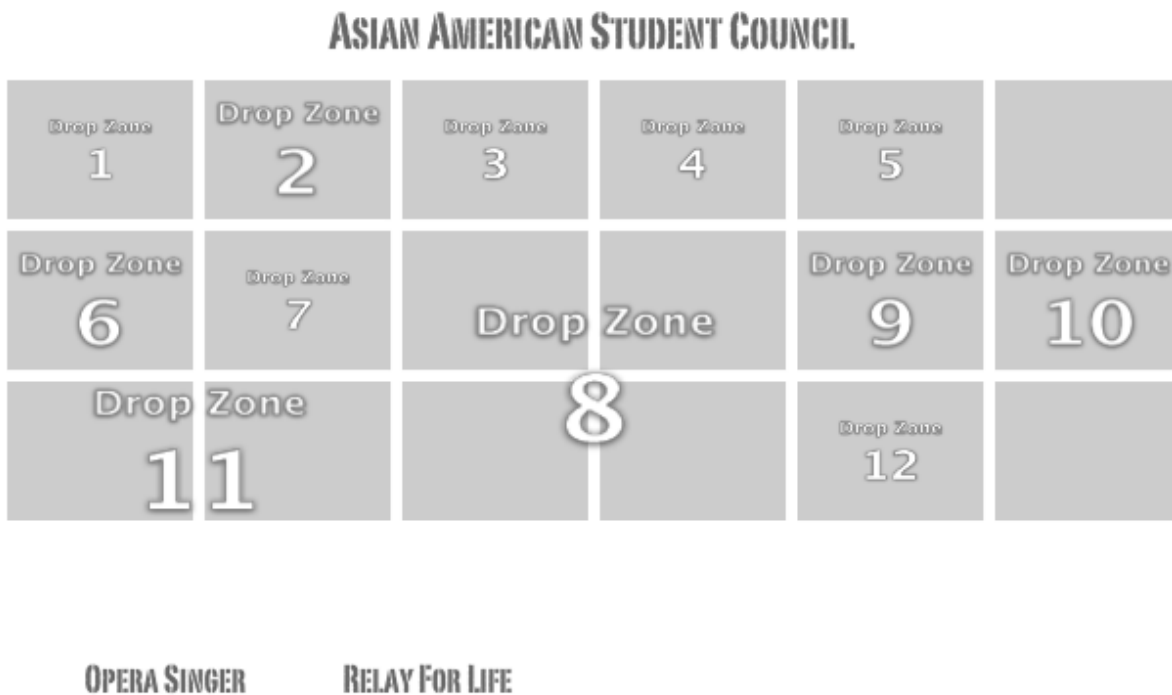 ASIAN AMERICAN STUDENT COUNCIL
Drop Zone
1
Drop Zone
2
Drop Zone
3
Drop Zone
4
Drop Zone
5
Drop Zone
6
Drop Zone
7
Drop Zone
8
Drop Zone
9
Drop Zone
10
Drop Zone
11
Drop Zone
12
OPERA SINGER
RELAY FOR LIFE